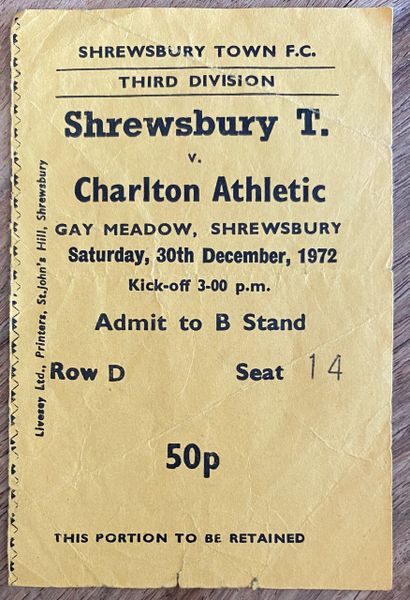 SHREWSBURY TOWN F.C.
THIRD DIVISION
Shrewsbury T.
v.
Charlton Athletic
GAY MEADOW, SHREWSBURY
Saturday, 30th December, 1972
Kick-off 3-00 p.m.
Admit to B Stand
Row D Seat 14
50p
THIS PORTION TO BE RETAINED
Livesey Ltd., Printers, St.John's Hill, Shrewsbury